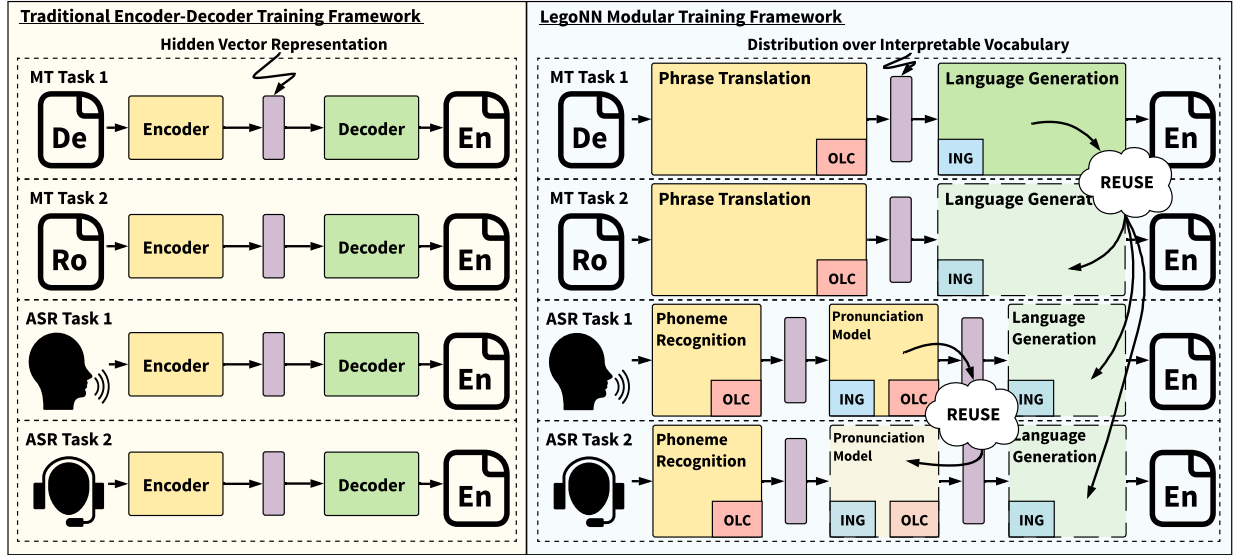 Traditional Encoder-Decoder Training Framework
Hidden Vector Representation
MT Task 1
De
Encoder
Decoder
En
MT Task 2
Ro
Encoder
Decoder
En
ASR Task 1
Encoder
Decoder
En
ASR Task 2
Encoder
Decoder
En
LegoNN Modular Training Framework
Distribution over Interpretable Vocabulary
MT Task 1
De
Phrase Translation
OLC
Language Generation
ING
En
REUSE
MT Task 2
Ro
Phrase Translation
OLC
Language Generat
ING
En
ASR Task 1
Phoneme
Recognition
OLC
Pronunciation
Model
ING
OLC
Language
Generation
ING
En
REUSE
ASR Task 2
Phoneme
Recognition
OLC
Pronunciation
Model
ING
OLC
Language
Generation
ING
En